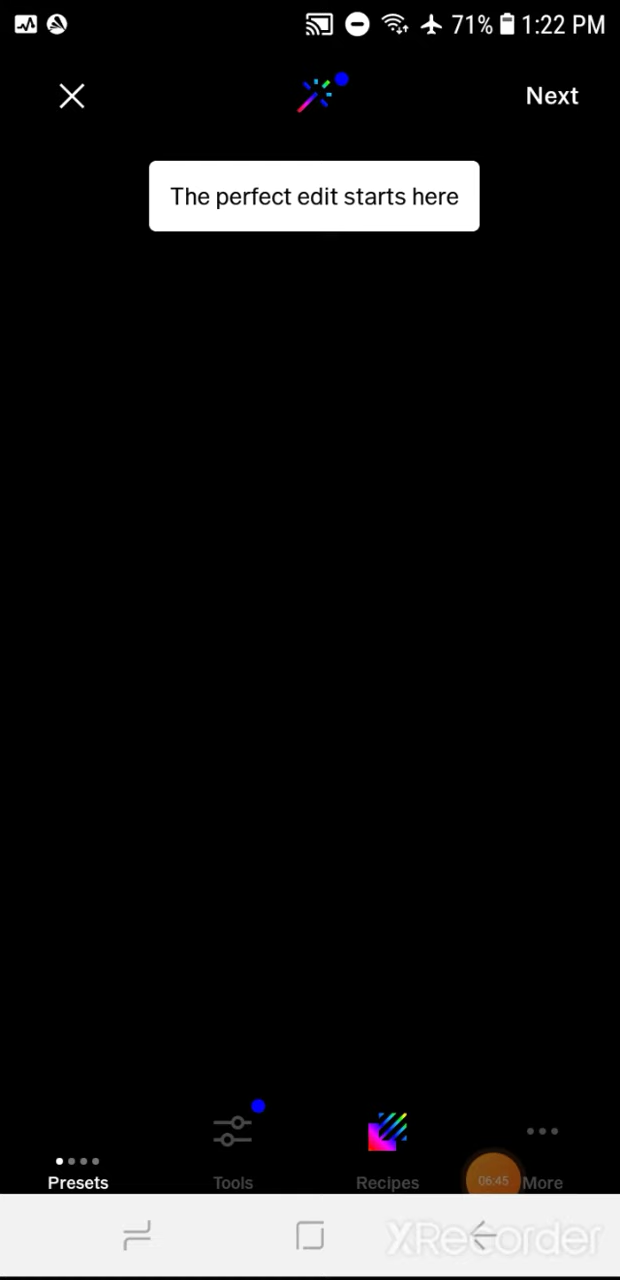 71% 1:22 PM
Next
The perfect edit starts here
Presets
Tools
Recipes
06:45
More
XRecorder